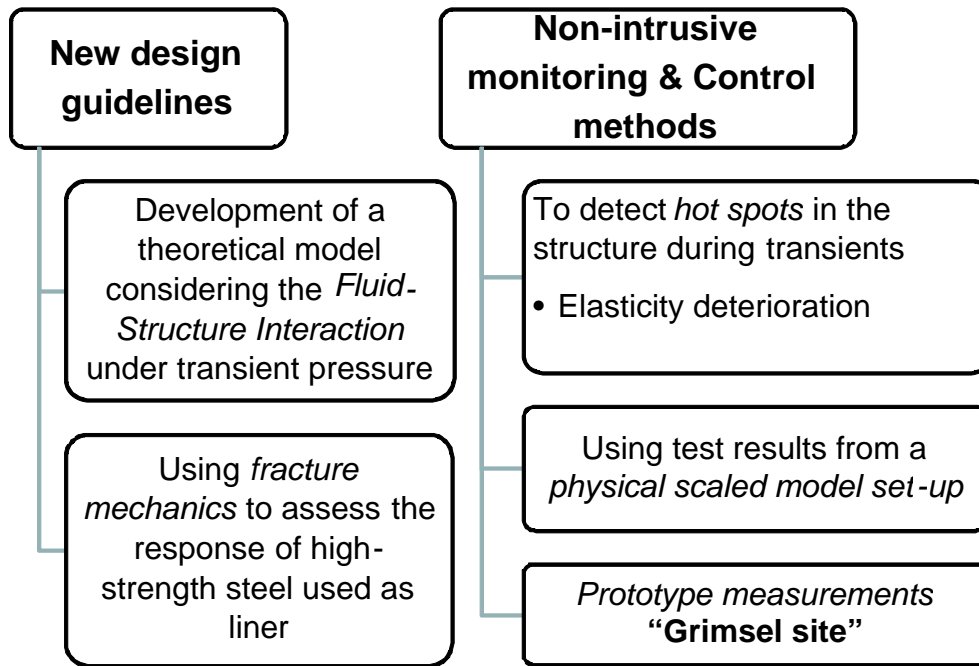 New design
guidelines
Development of a
theoretical model
considering the Fluid-
Structure Interaction
under transient pressure
Using fracture
mechanics to assess the
response of high-
strength steel used as
liner
Non-intrusive
monitoring & Control
methods
To detect hot spots in the
structure during transients
• Elasticity deterioration
Using test results from a
physical scaled model set-up
Prototype measurements
“Grimsel site”